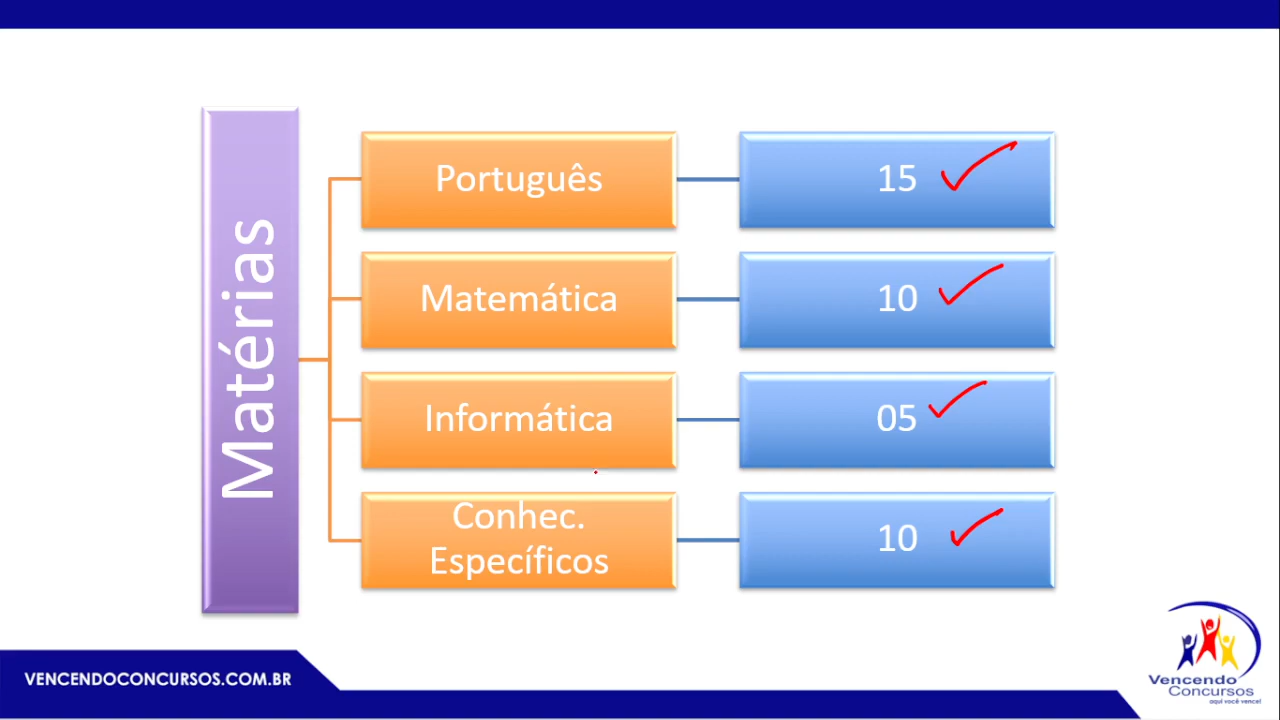 Matérias
Português
15
Matemática
10
Informática
05
Conhec.
Específicos
10
VENCENDOCONCURSOS.COM.BR
Vencendo
Concursos
aqui você vence!